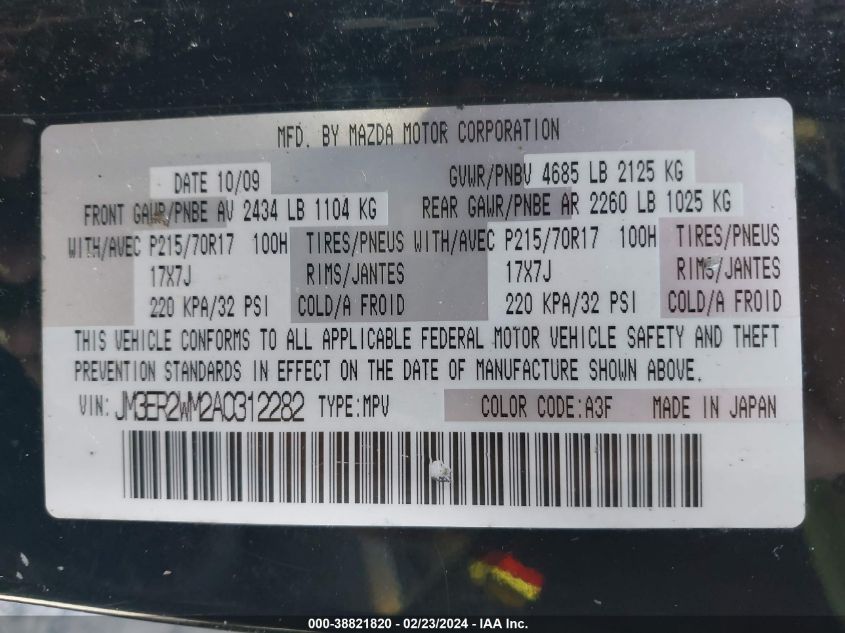 MFD. BY MAZDA MOTOR CORPORATION
DATE 10/09 GVWR/PNBV 4685 LB 2125 KG
FRONT GAWR/PNBE AV 2434 LB 1104 KG REAR GAWR/PNBE AR 2260 LB 1025 KG
WITH/AVEC P215/70R17 100H TIRES/PNEUS WITH/AVEC P215/70R17 100H TIRES/PNEUS
17X7J RIMS/JANTES 17X7J RIMS/JANTES
220 KPA/32 PSI COLD/A FROID 220 KPA/32 PSI COLD/A FROID
THIS VEHICLE CONFORMS TO ALL APPLICABLE FEDERAL MOTOR VEHICLE SAFETY AND THEFT
PREVENTION STANDARDS IN EFFECT ON THE DATE OF MANUFACTURE SHOWN ABOVE.
VIN: JM3ER2WM2A0312282 TYPE:MPV COLOR CODE:A3F MADE IN JAPAN
000-38821820 - 02/23/2024 - IAA Inc.